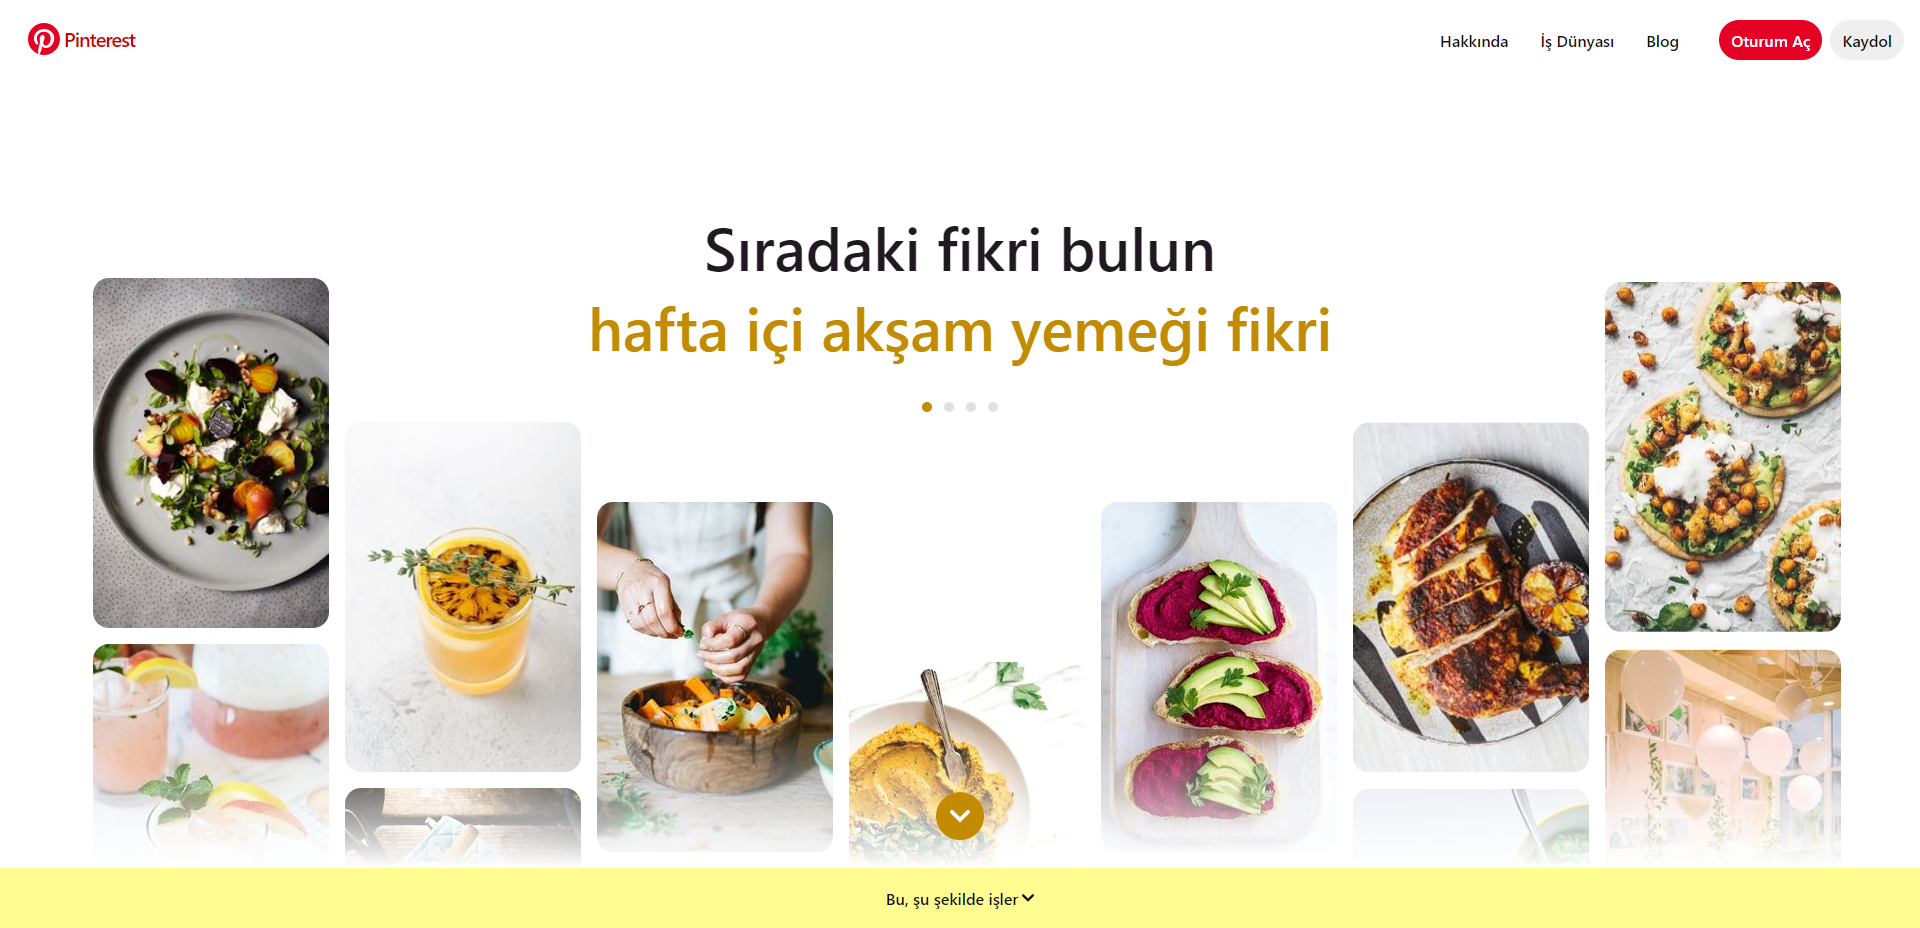 Pinterest
Hakkında
İş Dünyası
Blog
Oturum Aç
Kaydol
Sıradaki fikri bulun
hafta içi akşam yemeği fikri
Bu, şu şekilde işler